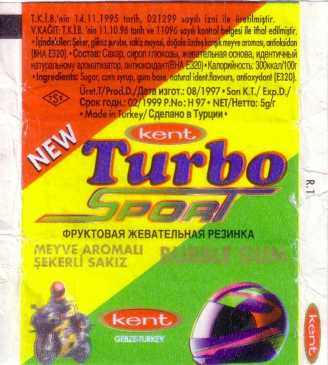 T.K.İ.B.'nin 14.11.1995 tarih, 021299 sayılı izni ile üretilmiştir.
V.KAĞIT: T.K.İ.B. 'nin 11.10.96 tarih ve 11096 sayılı kontrol belgesi ile ithal edilmiştir.
• İçindekiler: Şeker, glikoz şurubu, sakız mayası, doğala özdeş karışık meyve aroması, antioksidan
(BHA E320). • Состав: Сахар, сироп глюкозы, жевательная основа, идентичный
натуральному ароматизатор, антиоксидант(BHA E320) • Калорийность: 300ккал/100г
• Ingredients: Sugar, corn syrup, gum base, natural ident. flavours, antioxydant (E320).
TSE
Üret.T/Prod.D./Дата изгот.: 08/1997 • Son K.T./ Exp.D./
Срок годн.: 02/1999 P.No: H 97 • NET/Нетто: 5g/г
• Made in Turkey/ Сделано в Турции •
NEW
kent
Turbo
SPORT
R.1
ФРУКТОВАЯ ЖЕВАТЕЛЬНАЯ РЕЗИНКА
MEYVE AROMALI
ŞEKERLİ SAKIZ
BUBBLE GUM
kent
GEBZE-TURKEY
kent